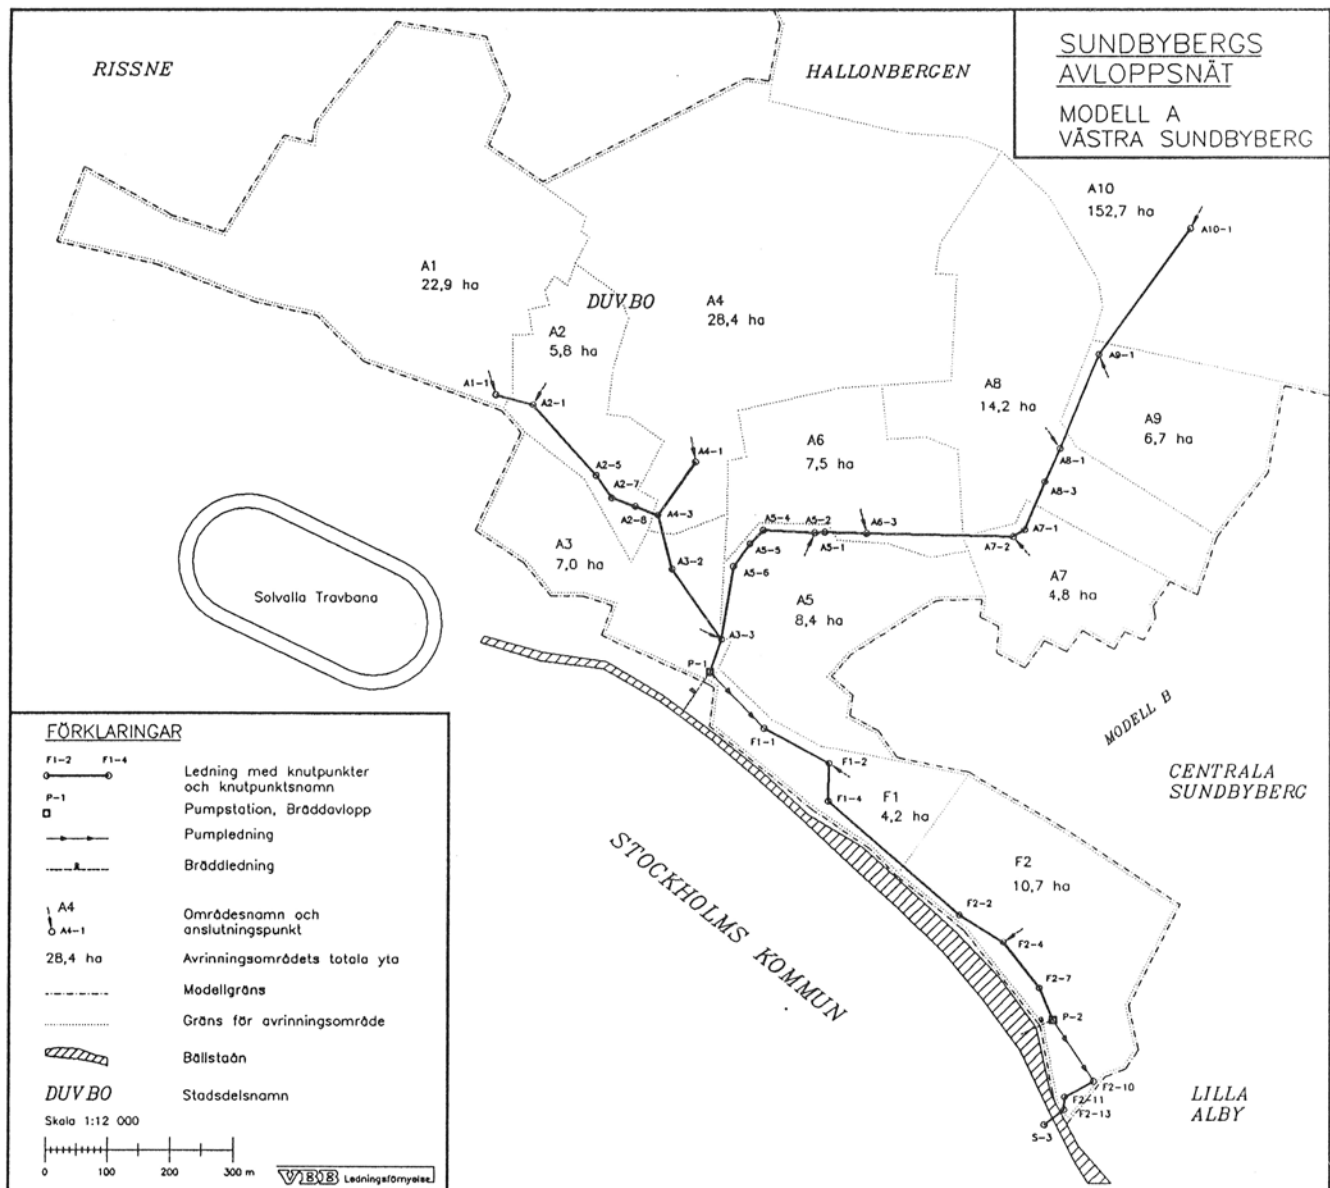 RISSNE
HALLONBERGEN
SUNDBYBERGS
AVLOPPSNÄT
MODELL A
VÄSTRA SUNDBYBERG
A10
152,7 ha
A10-1
A1
22,9 ha
DUVBO
A4
28,4 ha
A2
5,8 ha
A9-1
A8
14,2 ha
A9
6,7 ha
A1-1
A2-1
A6
7,5 ha
A4-1
A8-1
A2-5
A2-7
A8-3
A2-8
A4-3
A5-4
A5-2
A6-3
A7-1
A5-1
A7-2
A3
7,0 ha
A5-5
A3-2
A5-6
A7
4,8 ha
A5
8,4 ha
Solvalla Travbana
A3-3
P-1
MODELL B
F1-1
F1-2
CENTRALA
SUNDBYBERG
F1
4,2 ha
F1-4
STOCKHOLMS KOMMUN
F2
10,7 ha
F2-2
F2-4
F2-7
P-2
F2-10
F2-11
F2-13
S-3
LILLA
ALBY
FÖRKLARINGAR
F1-2 F1-4
Ledning med knutpunkter
och knutpunktsnamn
P-1
Pumpstation, Bräddavlopp
Pumpledning
Bräddledning
A4
A4-1
Områdesnamn och
anslutningspunkt
28,4 ha Avrinningsområdets totala yta
Modellgräns
Gräns för avrinningsområde
Bällstaån
DUVBO Stadsdelsnamn
Skala 1:12 000
0 100 200 300 m
VBB Ledningsförnyelse